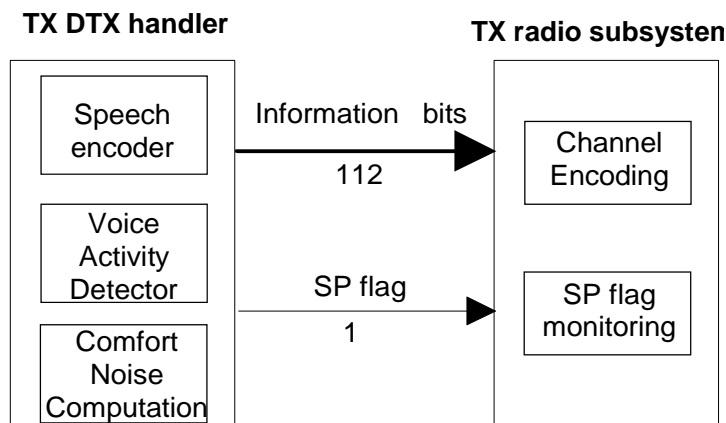 TX DTX handler
TX radio subsystem
Speech
encoder
Information bits
112
Channel
Encoding
Voice
Activity
Detector
SP flag
1
SP flag
monitoring
Comfort
Noise
Computation